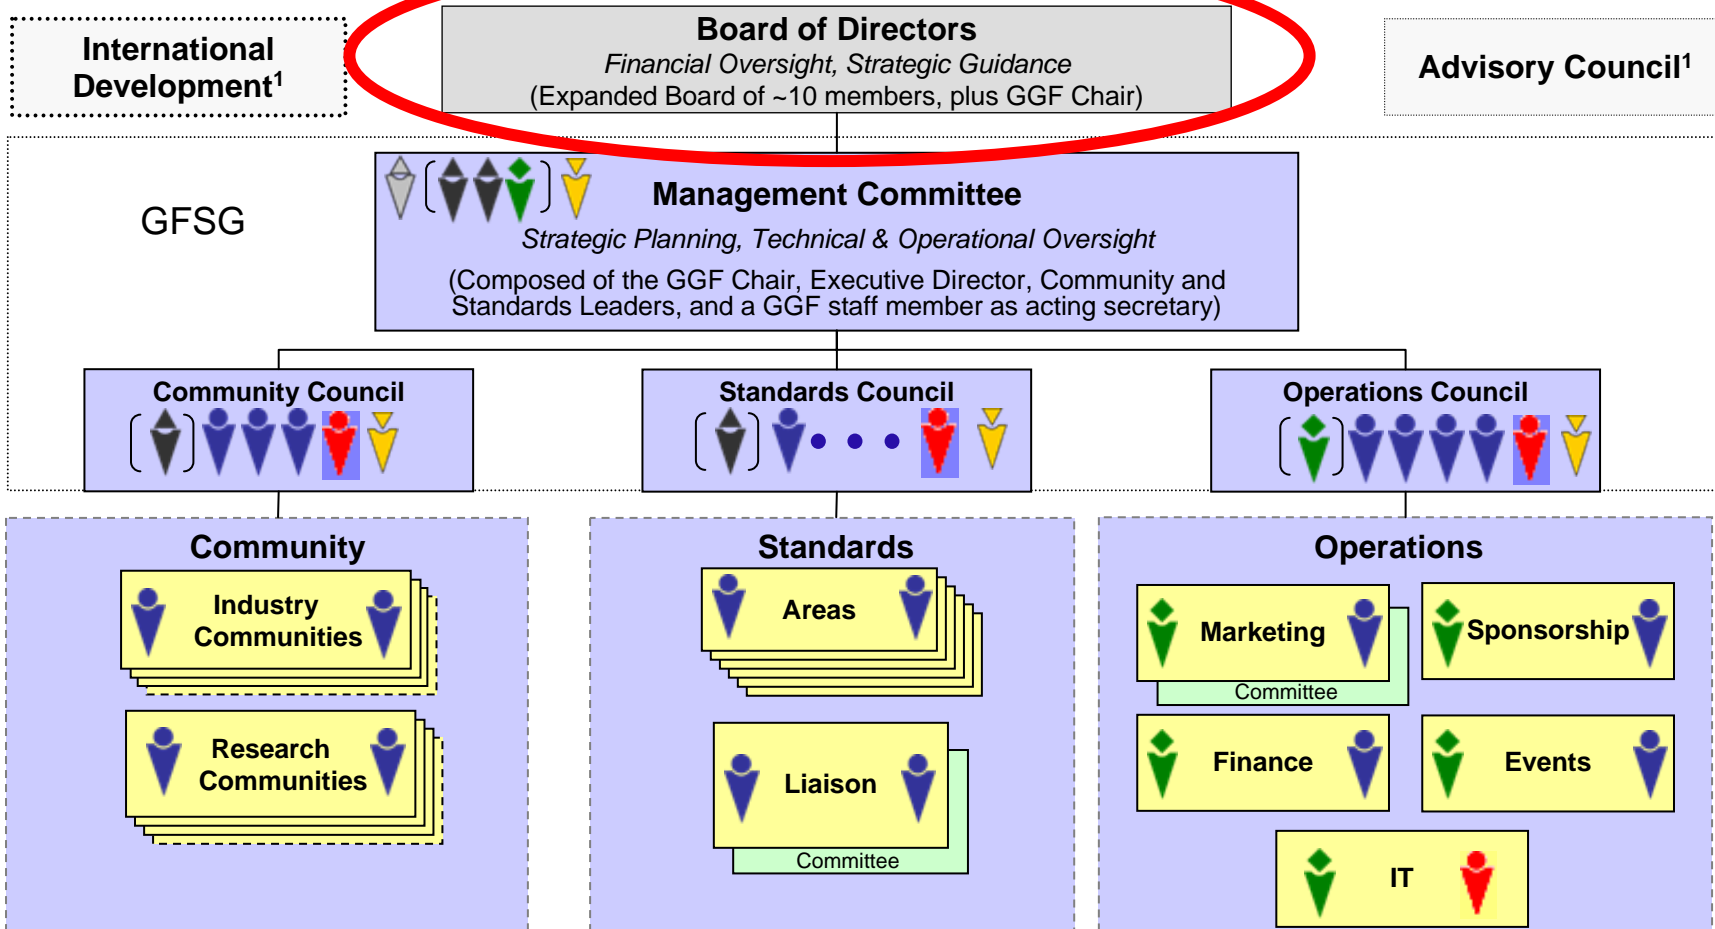 International
Development1
Board of Directors
Financial Oversight, Strategic Guidance
(Expanded Board of ~10 members, plus GGF Chair)
Advisory Council1
GFSG
Management Committee
Strategic Planning, Technical & Operational Oversight
(Composed of the GGF Chair, Executive Director, Community and
Standards Leaders, and a GGF staff member as acting secretary)
Community Council
Standards Council
Operations Council
Community
Industry
Communities
Research
Communities
Standards
Areas
Liaison
Committee
Operations
Marketing
Committee
Sponsorship
Finance
Events
IT